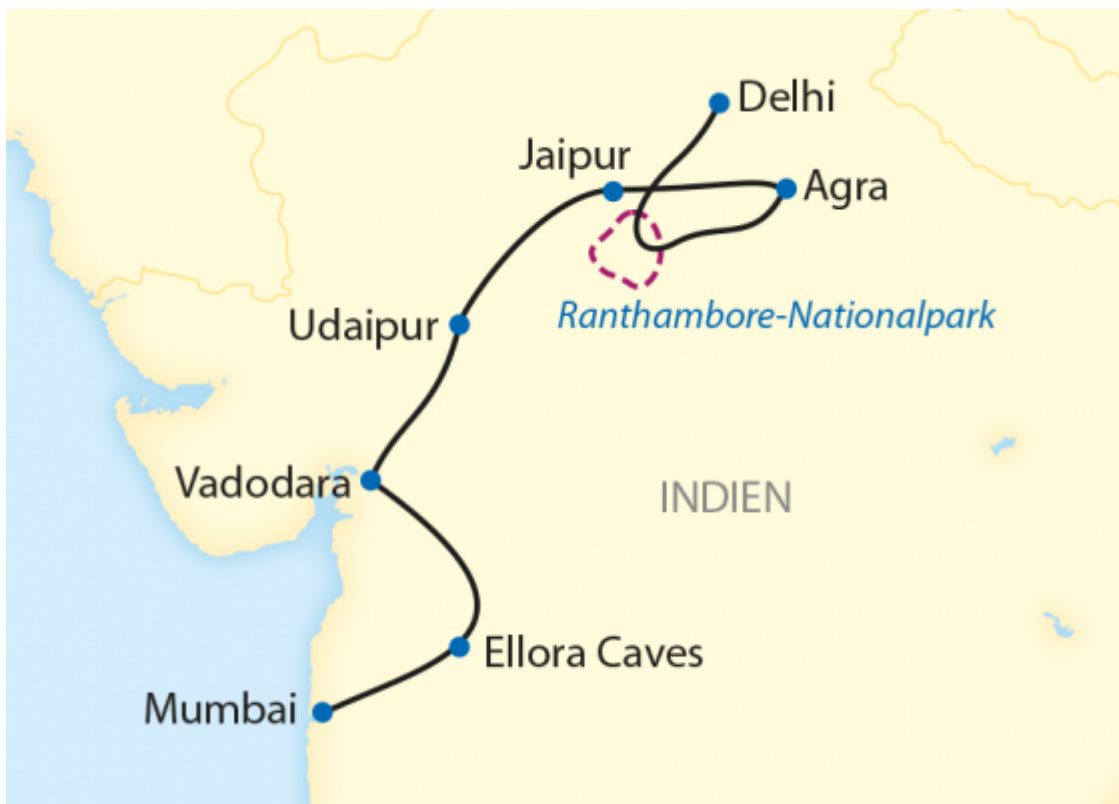 Delhi
Jaipur
Agra
Udaipur
Ranthambore-Nationalpark
Vadodara
INDIEN
Ellora Caves
Mumbai